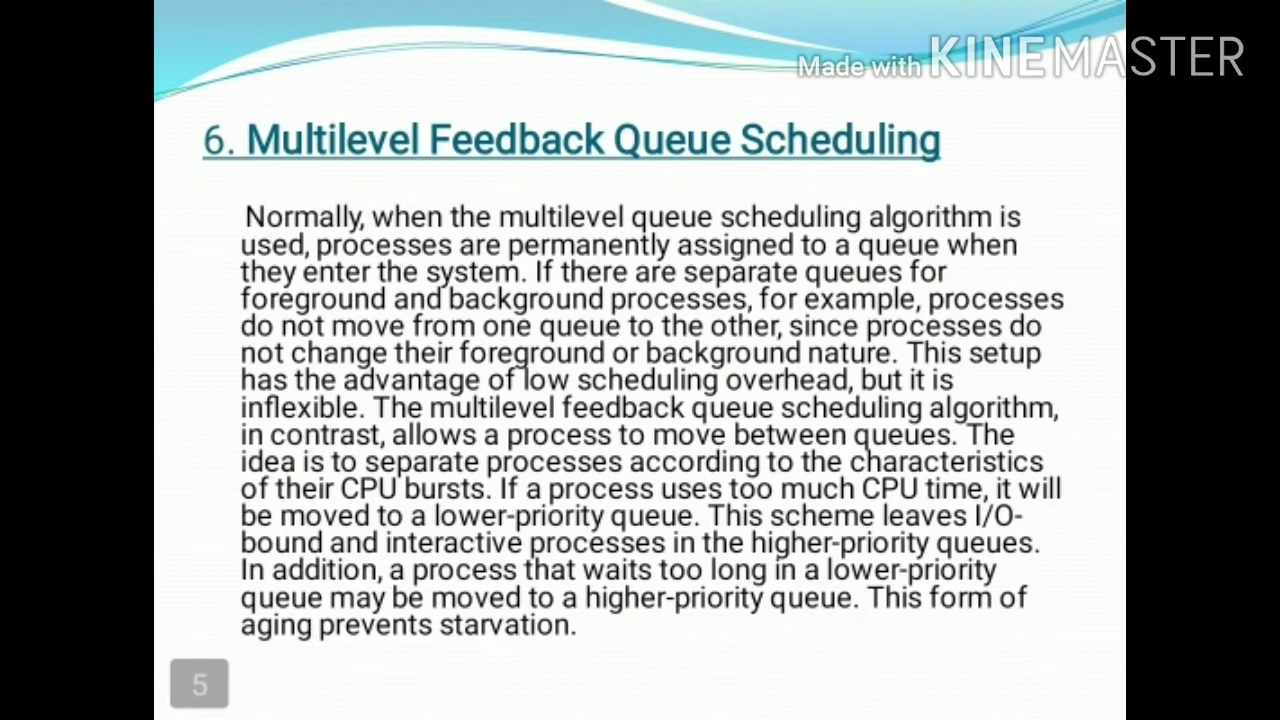 Made with KINEMASTER
6. Multilevel Feedback Queue Scheduling
Normally, when the multilevel queue scheduling algorithm is
used, processes are permanently assigned to a queue when
they enter the system. If there are separate queues for
foreground and background processes, for example, processes
do not move from one queue to the other, since processes do
not change their foreground or background nature. This setup
has the advantage of low scheduling overhead, but it is
inflexible. The multilevel feedback queue scheduling algorithm,
in contrast, allows a process to move between queues. The
idea is to separate processes according to the characteristics
of their CPU bursts. If a process uses too much CPU time, it will
be moved to a lower-priority queue. This scheme leaves I/O-
bound and interactive processes in the higher-priority queues.
In addition, a process that waits too long in a lower-priority
queue may be moved to a higher-priority queue. This form of
aging prevents starvation.
5